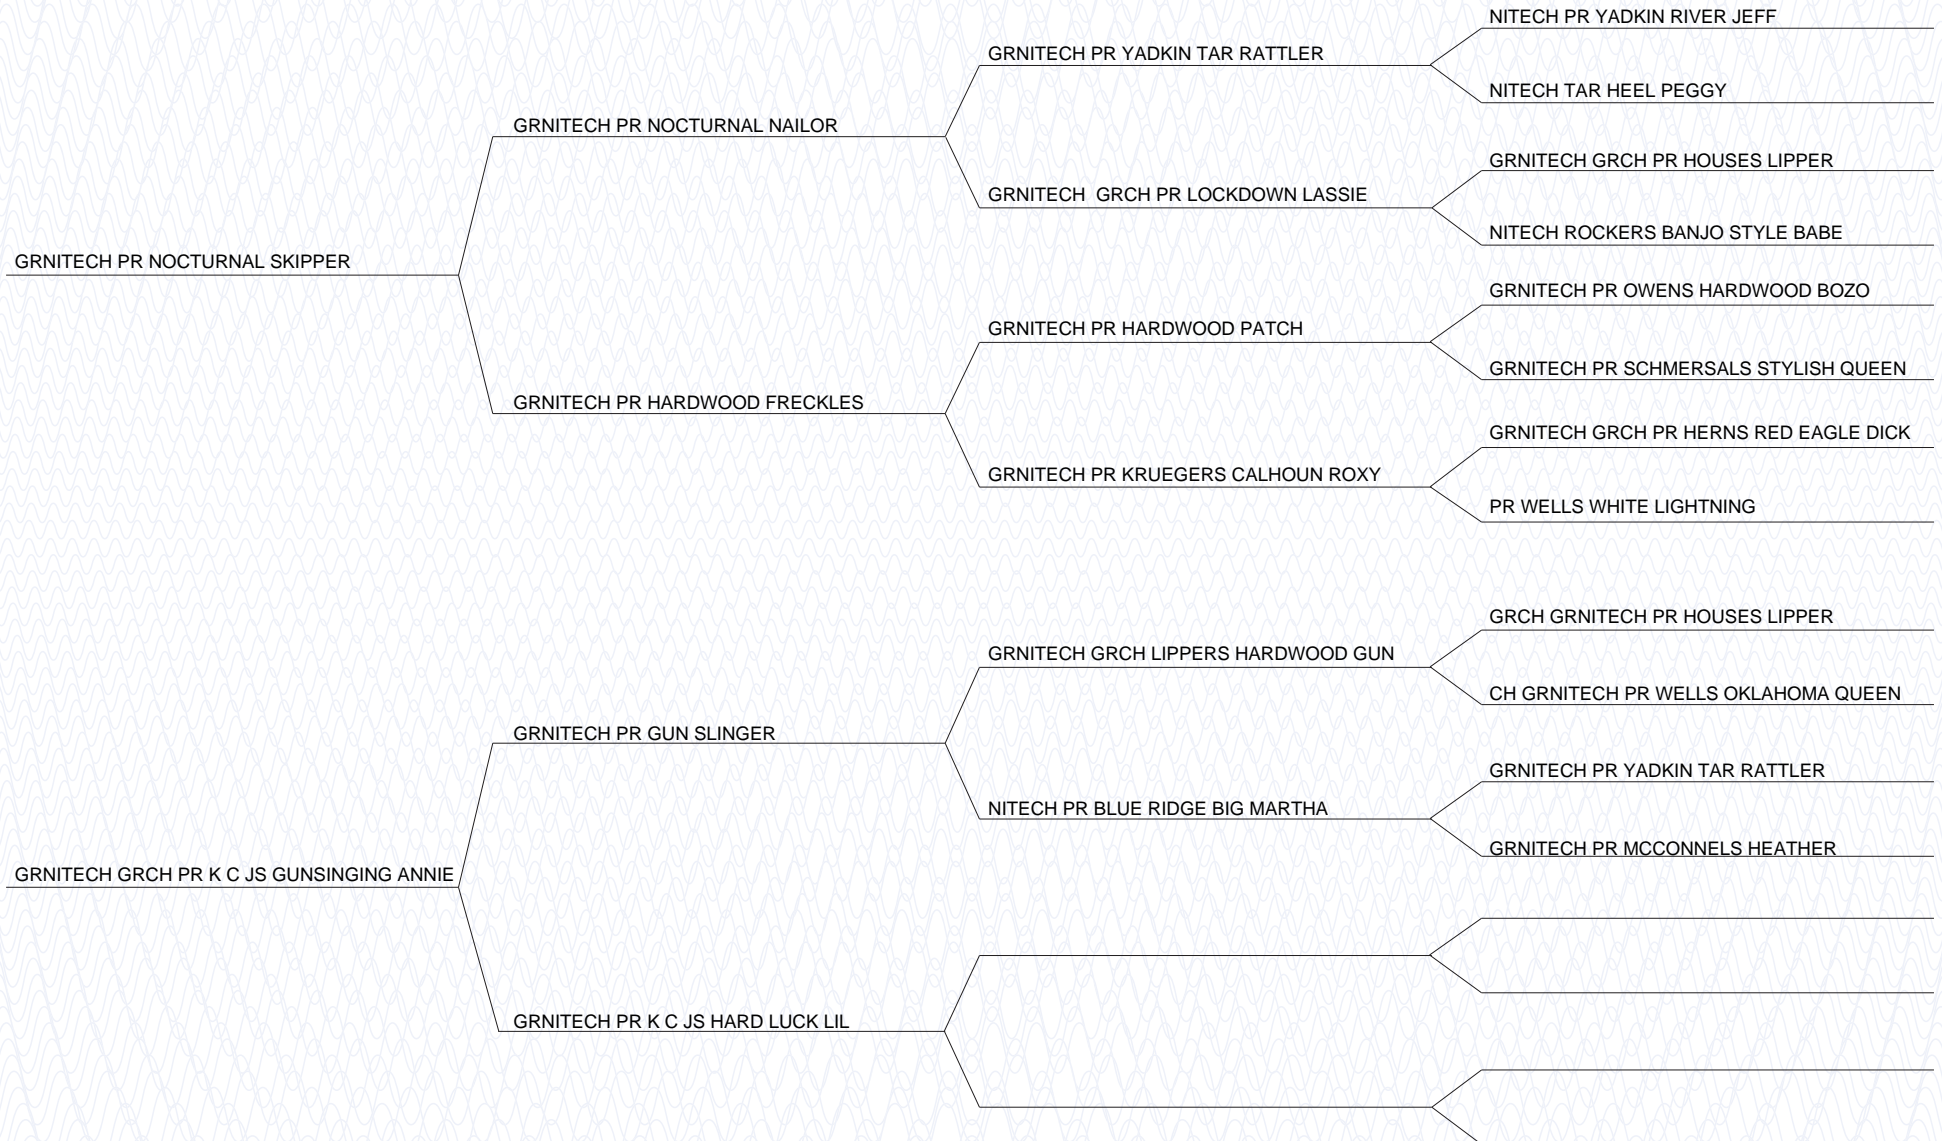 NITECH PR YADKIN RIVER JEFF
GRNITECH PR YADKIN TAR RATTLER
NITECH TAR HEEL PEGGY
GRNITECH PR NOCTURNAL NAILOR
GRNITECH GRCH PR HOUSES LIPPER
GRNITECH  GRCH PR LOCKDOWN LASSIE
NITECH ROCKERS BANJO STYLE BABE
GRNITECH PR NOCTURNAL SKIPPER
GRNITECH PR OWENS HARDWOOD BOZO
GRNITECH PR HARDWOOD PATCH
GRNITECH PR SCHMERSALS STYLISH QUEEN
GRNITECH PR HARDWOOD FRECKLES
GRNITECH GRCH PR HERNS RED EAGLE DICK
GRNITECH PR KRUEGERS CALHOUN ROXY
PR WELLS WHITE LIGHTNING
GRCH GRNITECH PR HOUSES LIPPER
GRNITECH GRCH LIPPERS HARDWOOD GUN
CH GRNITECH PR WELLS OKLAHOMA QUEEN
GRNITECH PR GUN SLINGER
GRNITECH PR YADKIN TAR RATTLER
NITECH PR BLUE RIDGE BIG MARTHA
GRNITECH PR MCCONNELS HEATHER
GRNITECH GRCH PR K C JS GUNSINGING ANNIE
GRNITECH PR K C JS HARD LUCK LIL